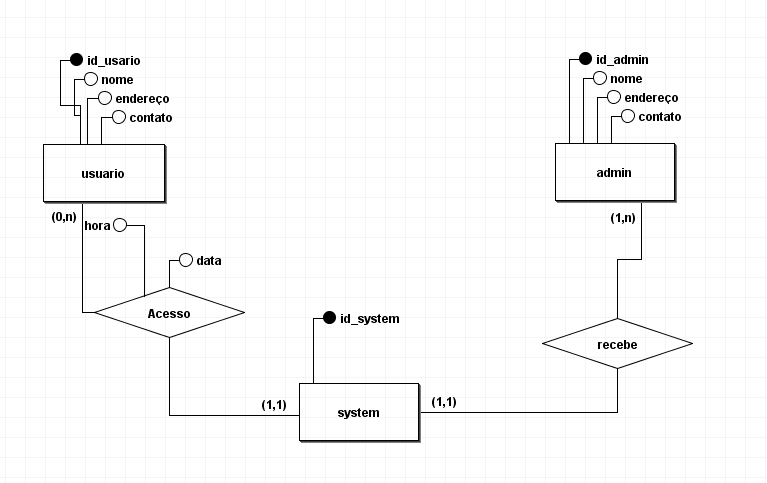 id_usario
nome
endereço
contato
usuario
(0,n)
hora
data
Acesso
id_system
(1,1)
system
(1,1)
id_admin
nome
endereço
contato
admin
(1,n)
recebe